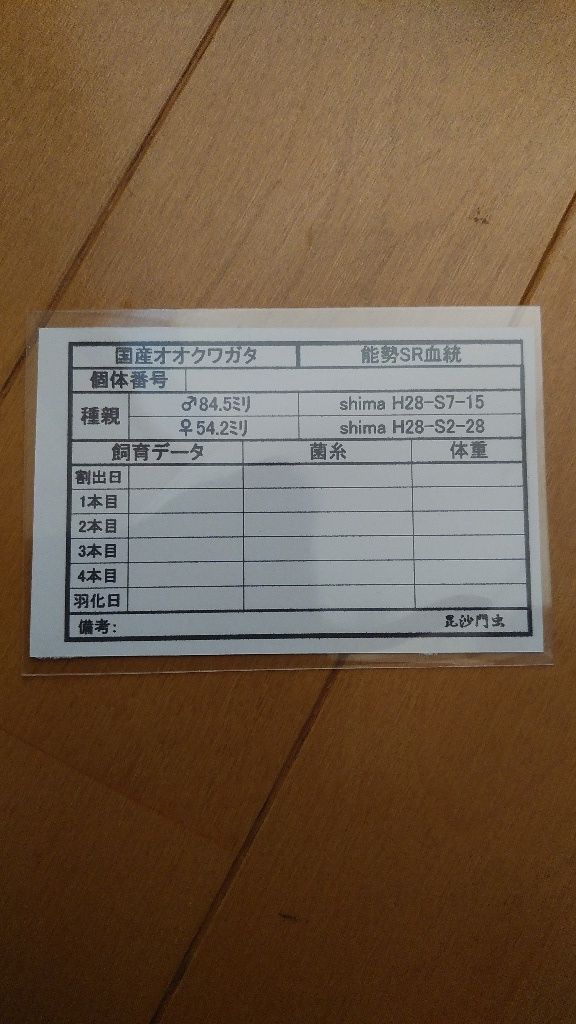 国産オオクワガタ 能勢SR血統
個体番号
種親 ♂84.5ミリ shima H28-S7-15
♀54.2ミリ shima H28-S2-28
飼育データ 菌糸 体重
割出日
1本目
2本目
3本目
4本目
羽化日
備考: 毘沙門虫